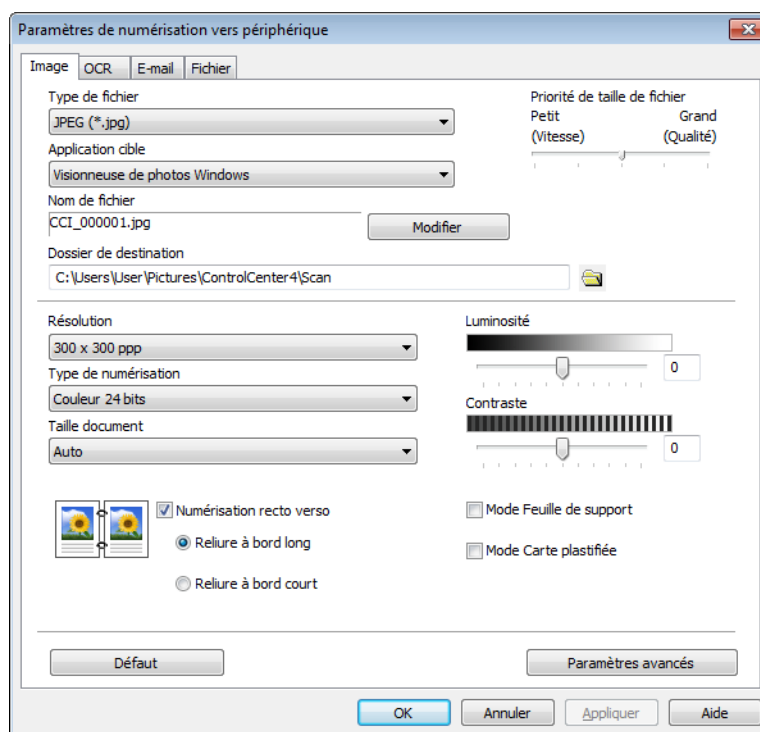 Paramètres de numérisation vers périphérique
Image OCR E-mail Fichier
Type de fichier
JPEG (*.jpg)
Application cible
Visionneuse de photos Windows
Nom de fichier
CCI_000001.jpg
Modifier
Dossier de destination
C:\Users\User\Pictures\ControlCenter4\Scan
Priorité de taille de fichier
Petit Grand
(Vitesse) (Qualité)
Résolution
300 x 300 ppp
Type de numérisation
Couleur 24 bits
Taille document
Auto
Luminosité
0
Contraste
0
Numérisation recto verso
Reliure à bord long
Reliure à bord court
Mode Feuille de support
Mode Carte plastifiée
Défaut Paramètres avancés
OK Annuler Appliquer Aide